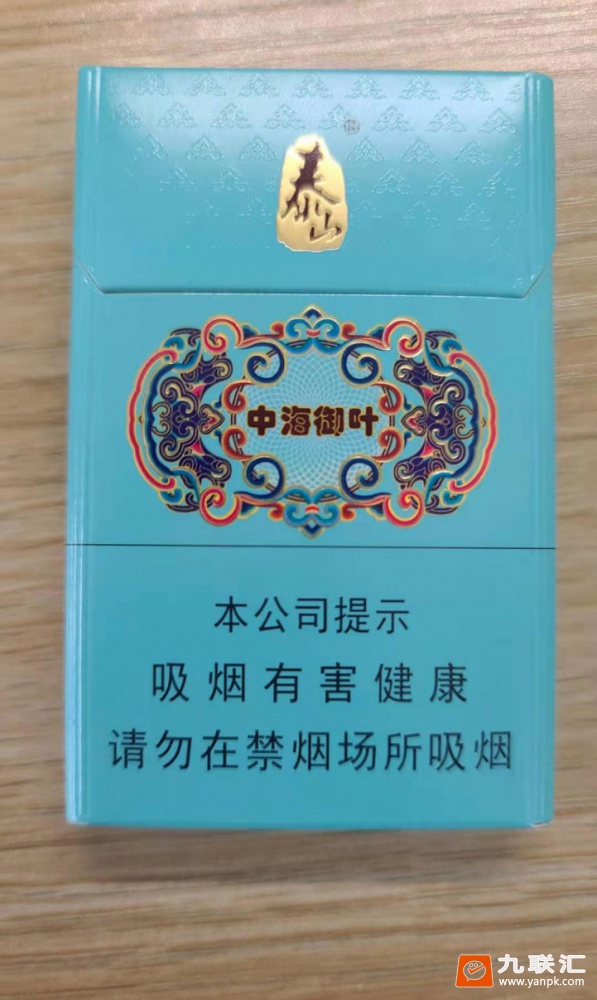 泰山
中海御叶
本公司提示
吸烟有害健康
请勿在禁烟场所吸烟
九联汇
www.yanpk.com